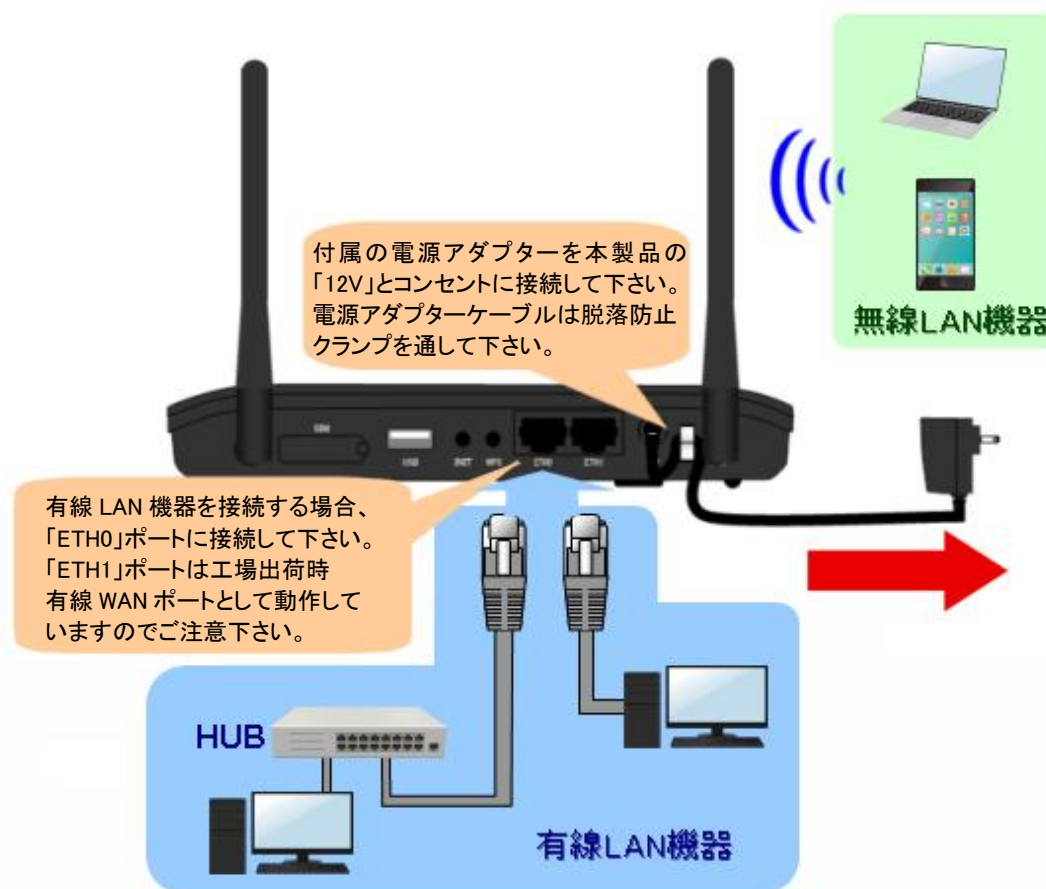 無線LAN機器
付属の電源アダプターを本製品の
「12V」とコンセントに接続して下さい。
電源アダプターケーブルは脱落防止
クランプを通して下さい。
USB
INIT
WPS
ETH0
ETH1
有線 LAN 機器を接続する場合、
「ETH0」ポートに接続して下さい。
「ETH1」ポートは工場出荷時
有線 WAN ポートとして動作して
いますのでご注意下さい。
HUB
有線LAN機器